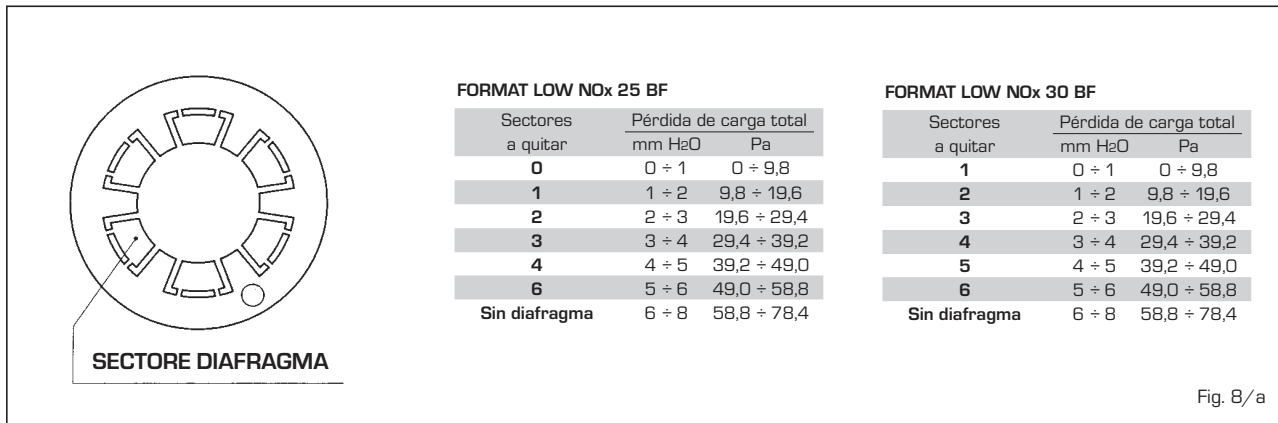 SECTORE DIAFRAGMA
FORMAT LOW NOx 25 BF
Sectores Pérdida de carga total
a quitar mm H2O Pa
0 0 ÷ 1 0 ÷ 9,8
1 1 ÷ 2 9,8 ÷ 19,6
2 2 ÷ 3 19,6 ÷ 29,4
3 3 ÷ 4 29,4 ÷ 39,2
4 4 ÷ 5 39,2 ÷ 49,0
6 5 ÷ 6 49,0 ÷ 58,8
Sin diafragma 6 ÷ 8 58,8 ÷ 78,4
FORMAT LOW NOx 30 BF
Sectores Pérdida de carga total
a quitar mm H2O Pa
1 0 ÷ 1 0 ÷ 9,8
2 1 ÷ 2 9,8 ÷ 19,6
3 2 ÷ 3 19,6 ÷ 29,4
4 3 ÷ 4 29,4 ÷ 39,2
5 4 ÷ 5 39,2 ÷ 49,0
6 5 ÷ 6 49,0 ÷ 58,8
Sin diafragma 6 ÷ 8 58,8 ÷ 78,4
Fig. 8/a